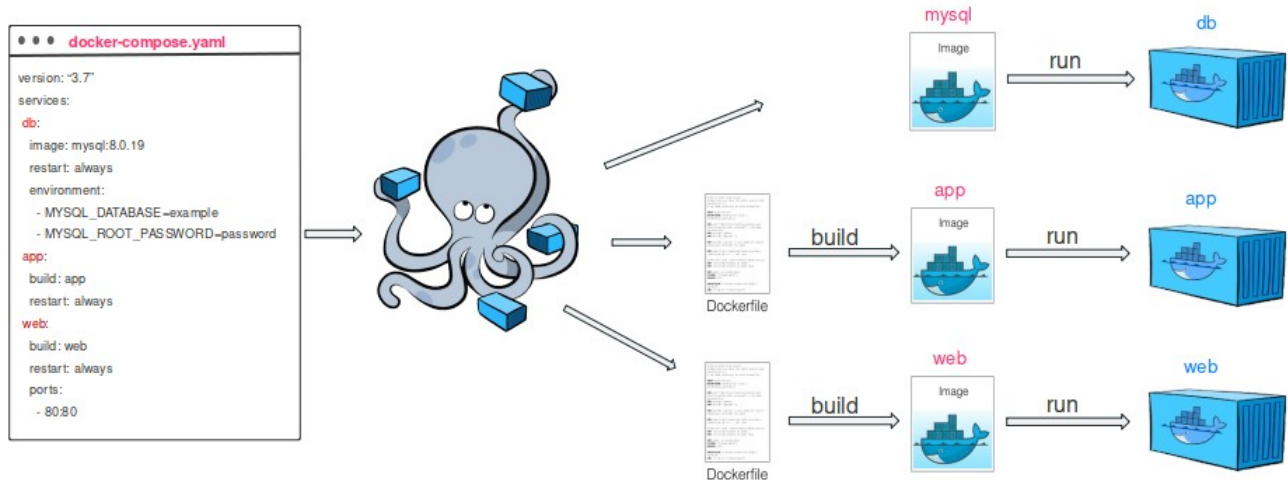 docker-compose.yaml
version: “3.7”
services:
db:
image: mysql:8.0.19
restart: always
environment:
- MYSQL_DATABASE=example
- MYSQL_ROOT_PASSWORD=password
app:
build: app
restart: always
web:
build: web
restart: always
ports:
- 80:80
mysql
Image
run
db
Dockerfile
build
app
Image
run
app
Dockerfile
build
web
Image
run
web